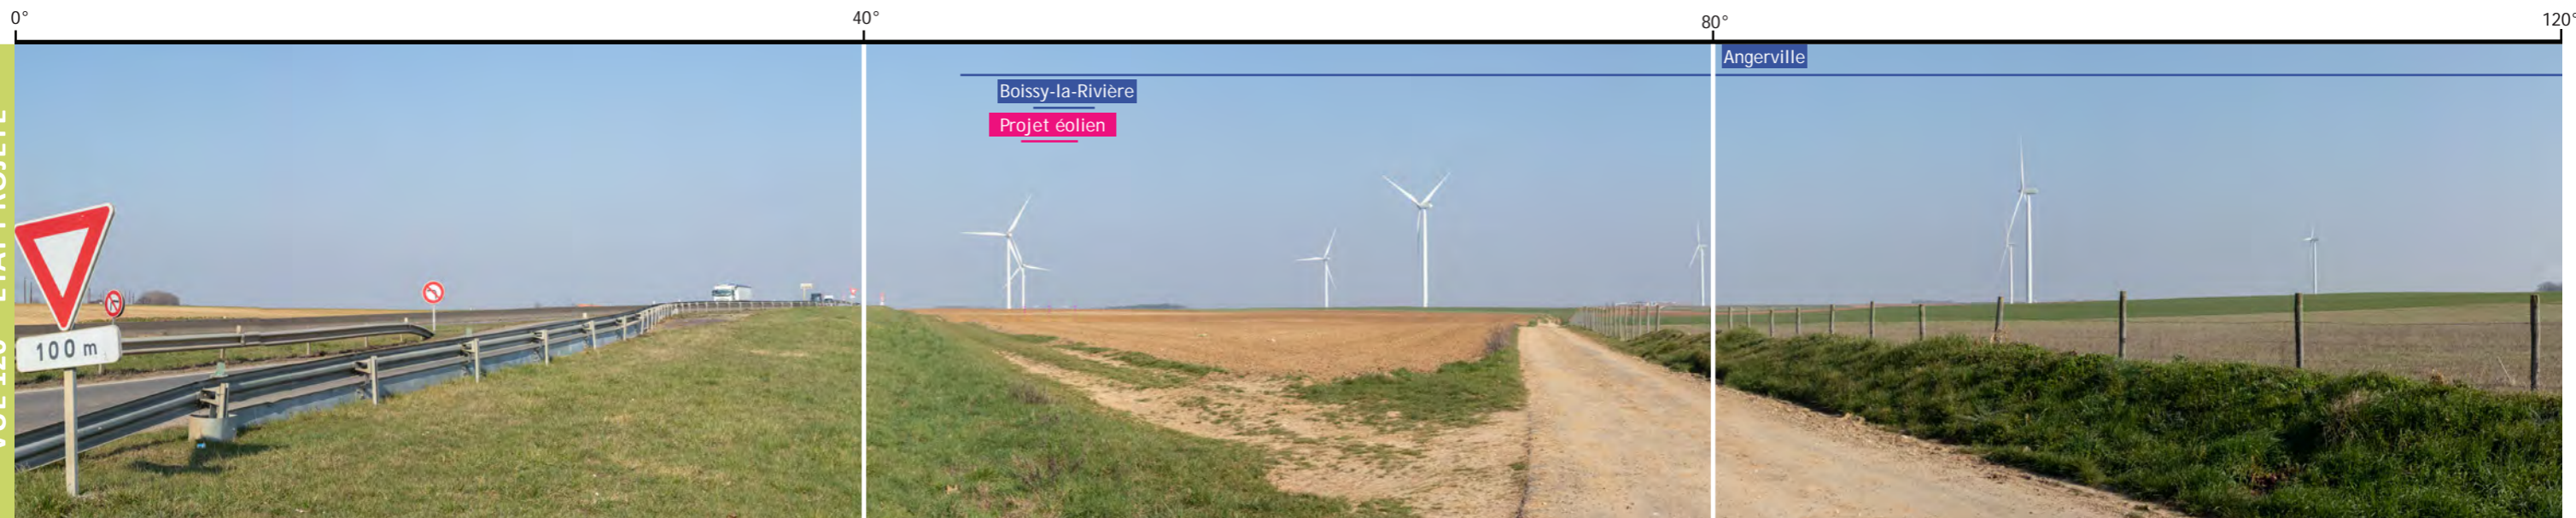 0°
40°
80°
120°
Angerville
Boissy-la-Rivière
Projet éolien
100 m